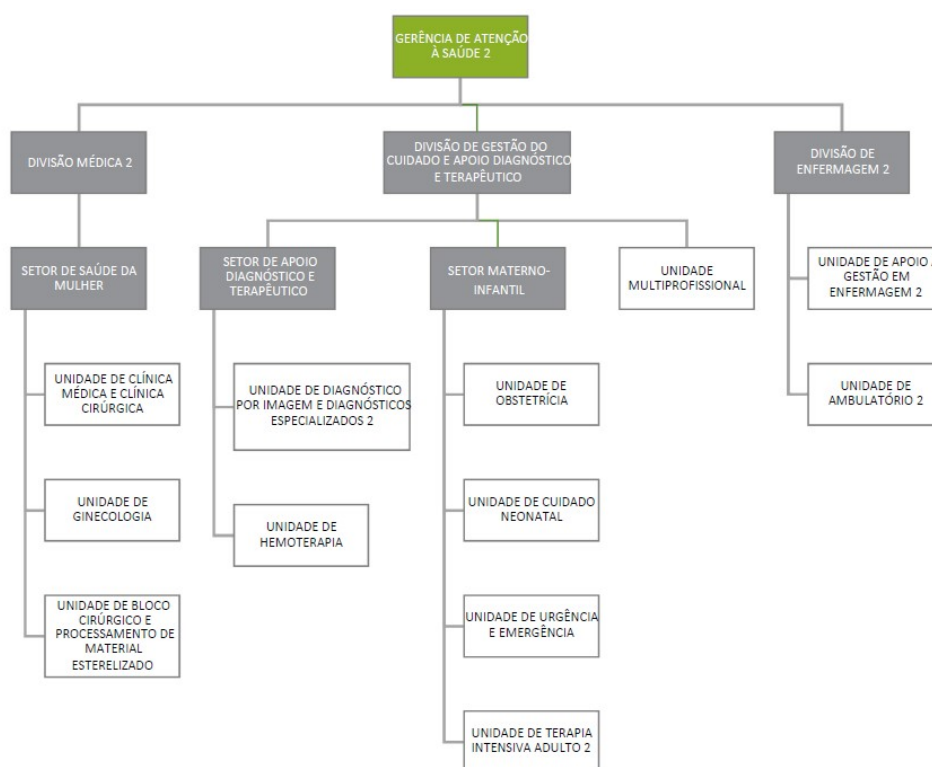 GERÊNCIA DE ATENÇÃO
À SAÚDE 2
DIVISÃO MÉDICA 2
DIVISÃO DE GESTÃO DO
CUIDADO E APOIO DIAGNÓSTICO
E TERAPÊUTICO
DIVISÃO DE
ENFERMAGEM 2
SETOR DE SAÚDE DA
MULHER
SETOR DE APOIO
DIAGNÓSTICO E
TERAPÊUTICO
SETOR MATERNO-
INFANTIL
UNIDADE
MULTIPROFISSIONAL
UNIDADE DE APOIO A
GESTÃO EM
ENFERMAGEM 2
UNIDADE DE CLÍNICA
MÉDICA E CLÍNICA
CIRÚRGICA
UNIDADE DE DIAGNÓSTICO
POR IMAGEM E DIAGNÓSTICOS
ESPECIALIZADOS 2
UNIDADE DE
OBSTETRÍCIA
UNIDADE DE
AMBULATÓRIO 2
UNIDADE DE
GINECOLOGIA
UNIDADE DE
HEMOTERAPIA
UNIDADE DE CUIDADO
NEONATAL
UNIDADE DE BLOCO
CIRÚRGICO E
PROCESSAMENTO DE
MATERIAL
ESTERELIZADO
UNIDADE DE URGÊNCIA
E EMERGÊNCIA
UNIDADE DE TERAPIA
INTENSIVA ADULTO 2